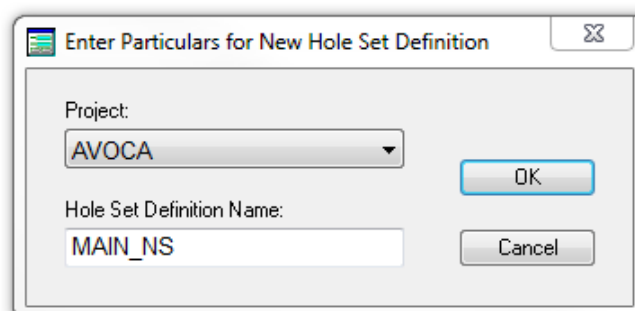 Enter Particulars for New Hole Set Definition
Project:
AVOCA
OK
Hole Set Definition Name:
MAIN_NS
Cancel